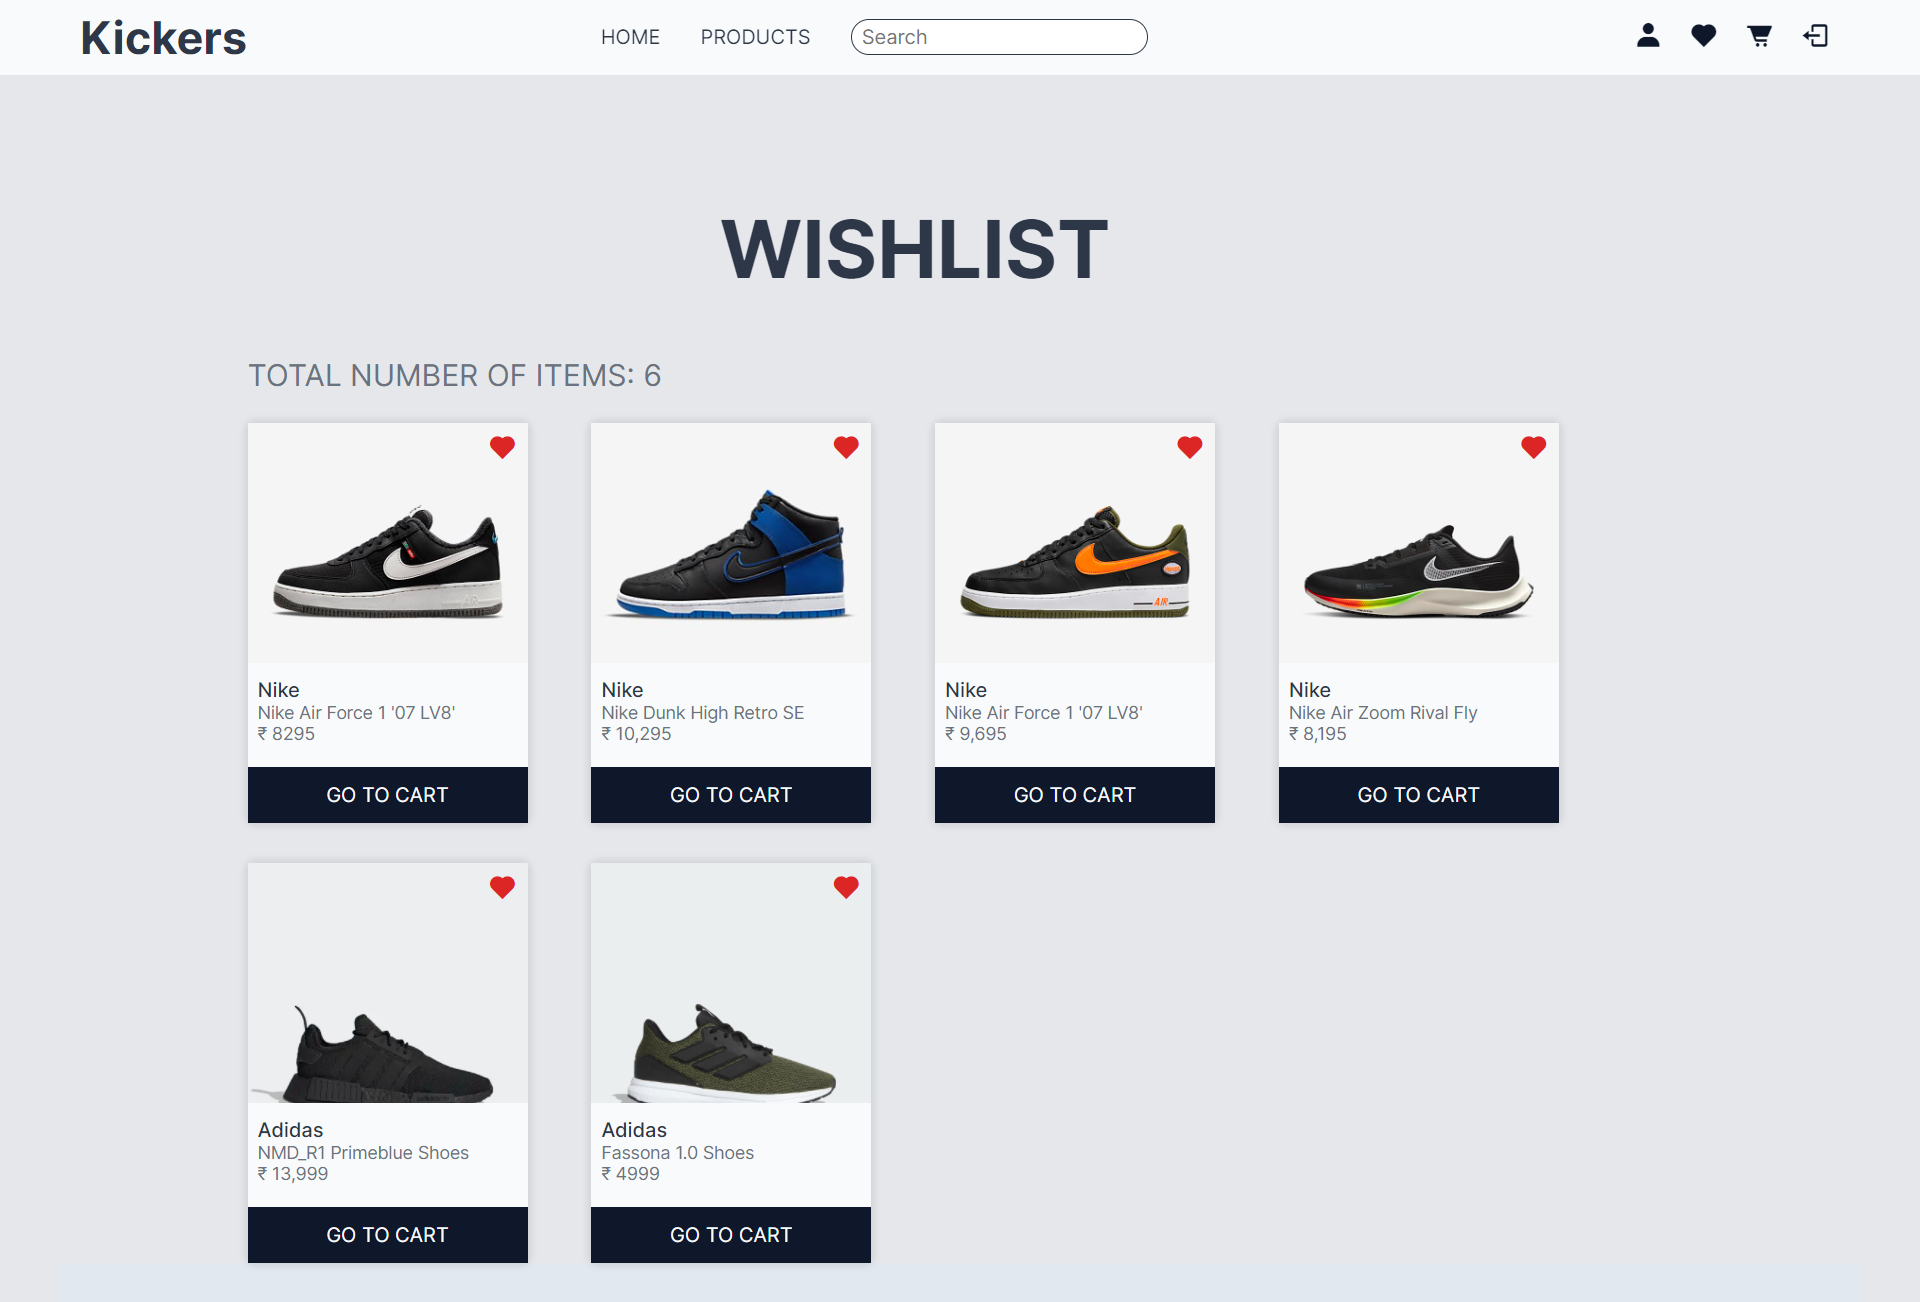 Kickers
HOME
PRODUCTS
Search
WISHLIST
TOTAL NUMBER OF ITEMS: 6
Nike
Nike Air Force 1 '07 LV8'
₹ 8295
GO TO CART
Nike
Nike Dunk High Retro SE
₹ 10,295
GO TO CART
AIR
Nike
Nike Air Force 1 '07 LV8'
₹ 9,695
GO TO CART
Nike
Nike Air Zoom Rival Fly
₹ 8,195
GO TO CART
Adidas
NMD_R1 Primeblue Shoes
₹ 13,999
GO TO CART
Adidas
Fassona 1.0 Shoes
₹ 4999
GO TO CART